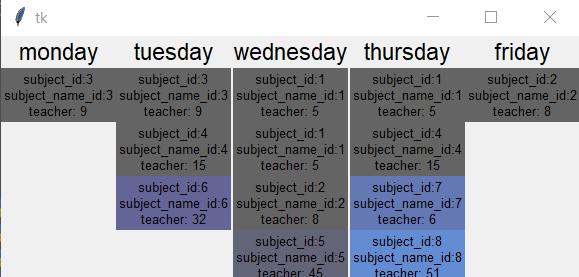 tk
monday tuesday wednesday thursday friday
subject_id:3 subject_id:3 subject_id:1 subject_id:1 subject_id:2
subject_name_id:3 subject_name_id:3 subject_name_id:1 subject_name_id:1 subject_name_id:2
teacher: 9 teacher: 9 teacher: 5 teacher: 5 teacher: 8
subject_id:4 subject_id:1 subject_id:4
subject_name_id:4 subject_name_id:1 subject_name_id:4
teacher: 15 teacher: 5 teacher: 15
subject_id:6 subject_id:2 subject_id:7
subject_name_id:6 subject_name_id:2 subject_name_id:7
teacher: 32 teacher: 8 teacher: 6
subject_id:5 subject_id:8
subject_name_id:5 subject_name_id:8
teacher: 45 teacher: 51